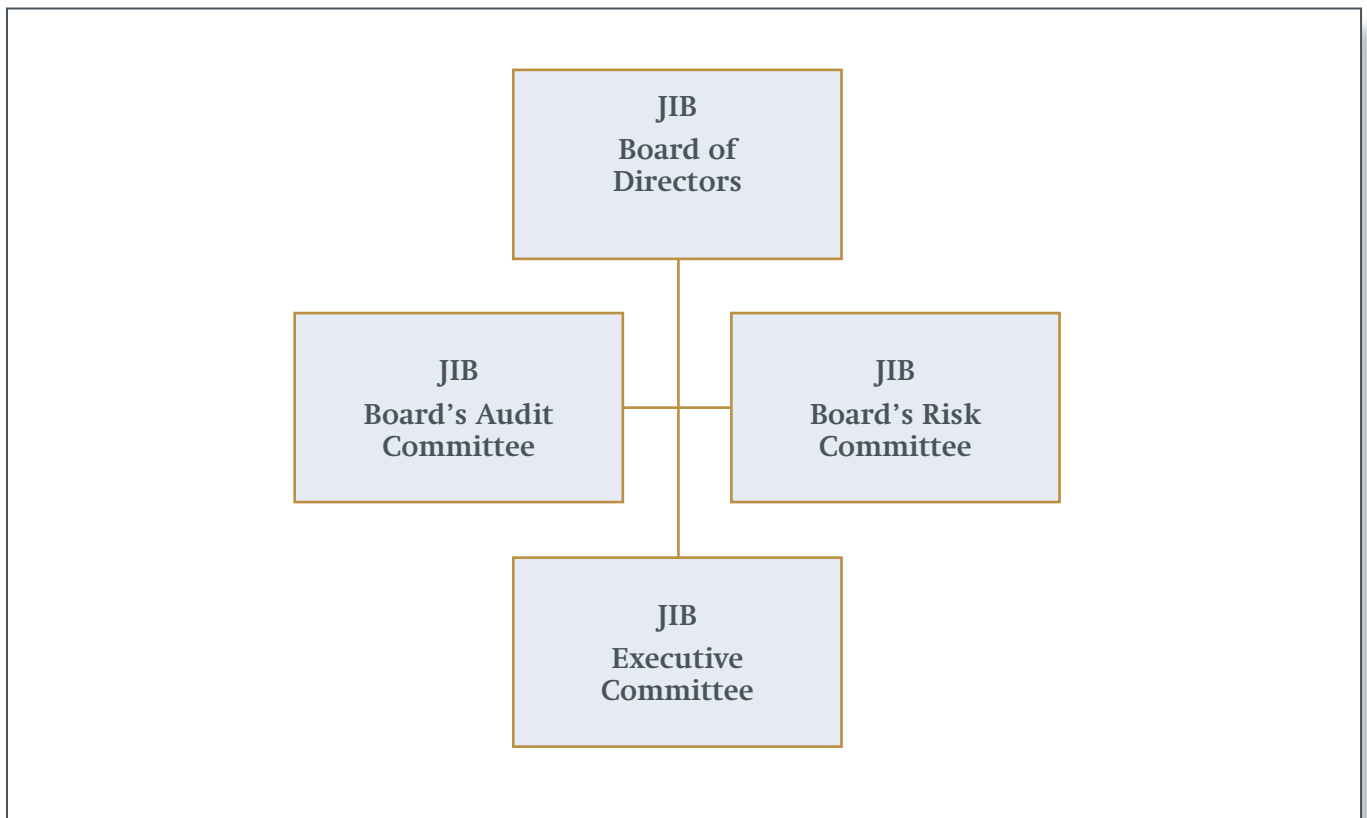 JIB
Board of
Directors
JIB
Board’s Audit
Committee
JIB
Board’s Risk
Committee
JIB
Executive
Committee